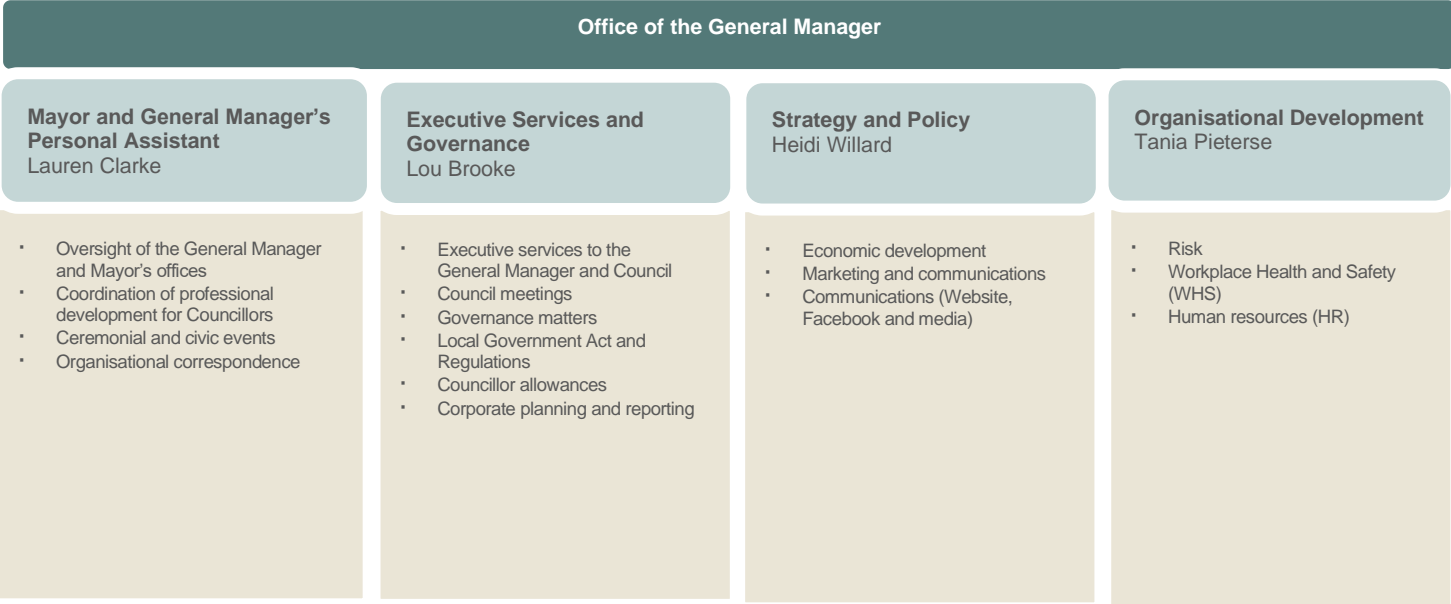 Office of the General Manager
Mayor and General Manager’s
Personal Assistant
Lauren Clarke
▪ Oversight of the General Manager
and Mayor’s offices
▪ Coordination of professional
development for Councillors
▪ Ceremonial and civic events
▪ Organisational correspondence
Executive Services and
Governance
Lou Brooke
▪ Executive services to the
General Manager and Council
▪ Council meetings
▪ Governance matters
▪ Local Government Act and
Regulations
▪ Councillor allowances
▪ Corporate planning and reporting
Strategy and Policy
Heidi Willard
▪ Economic development
▪ Marketing and communications
▪ Communications (Website,
Facebook and media)
Organisational Development
Tania Pieterse
▪ Risk
▪ Workplace Health and Safety
(WHS)
▪ Human resources (HR)